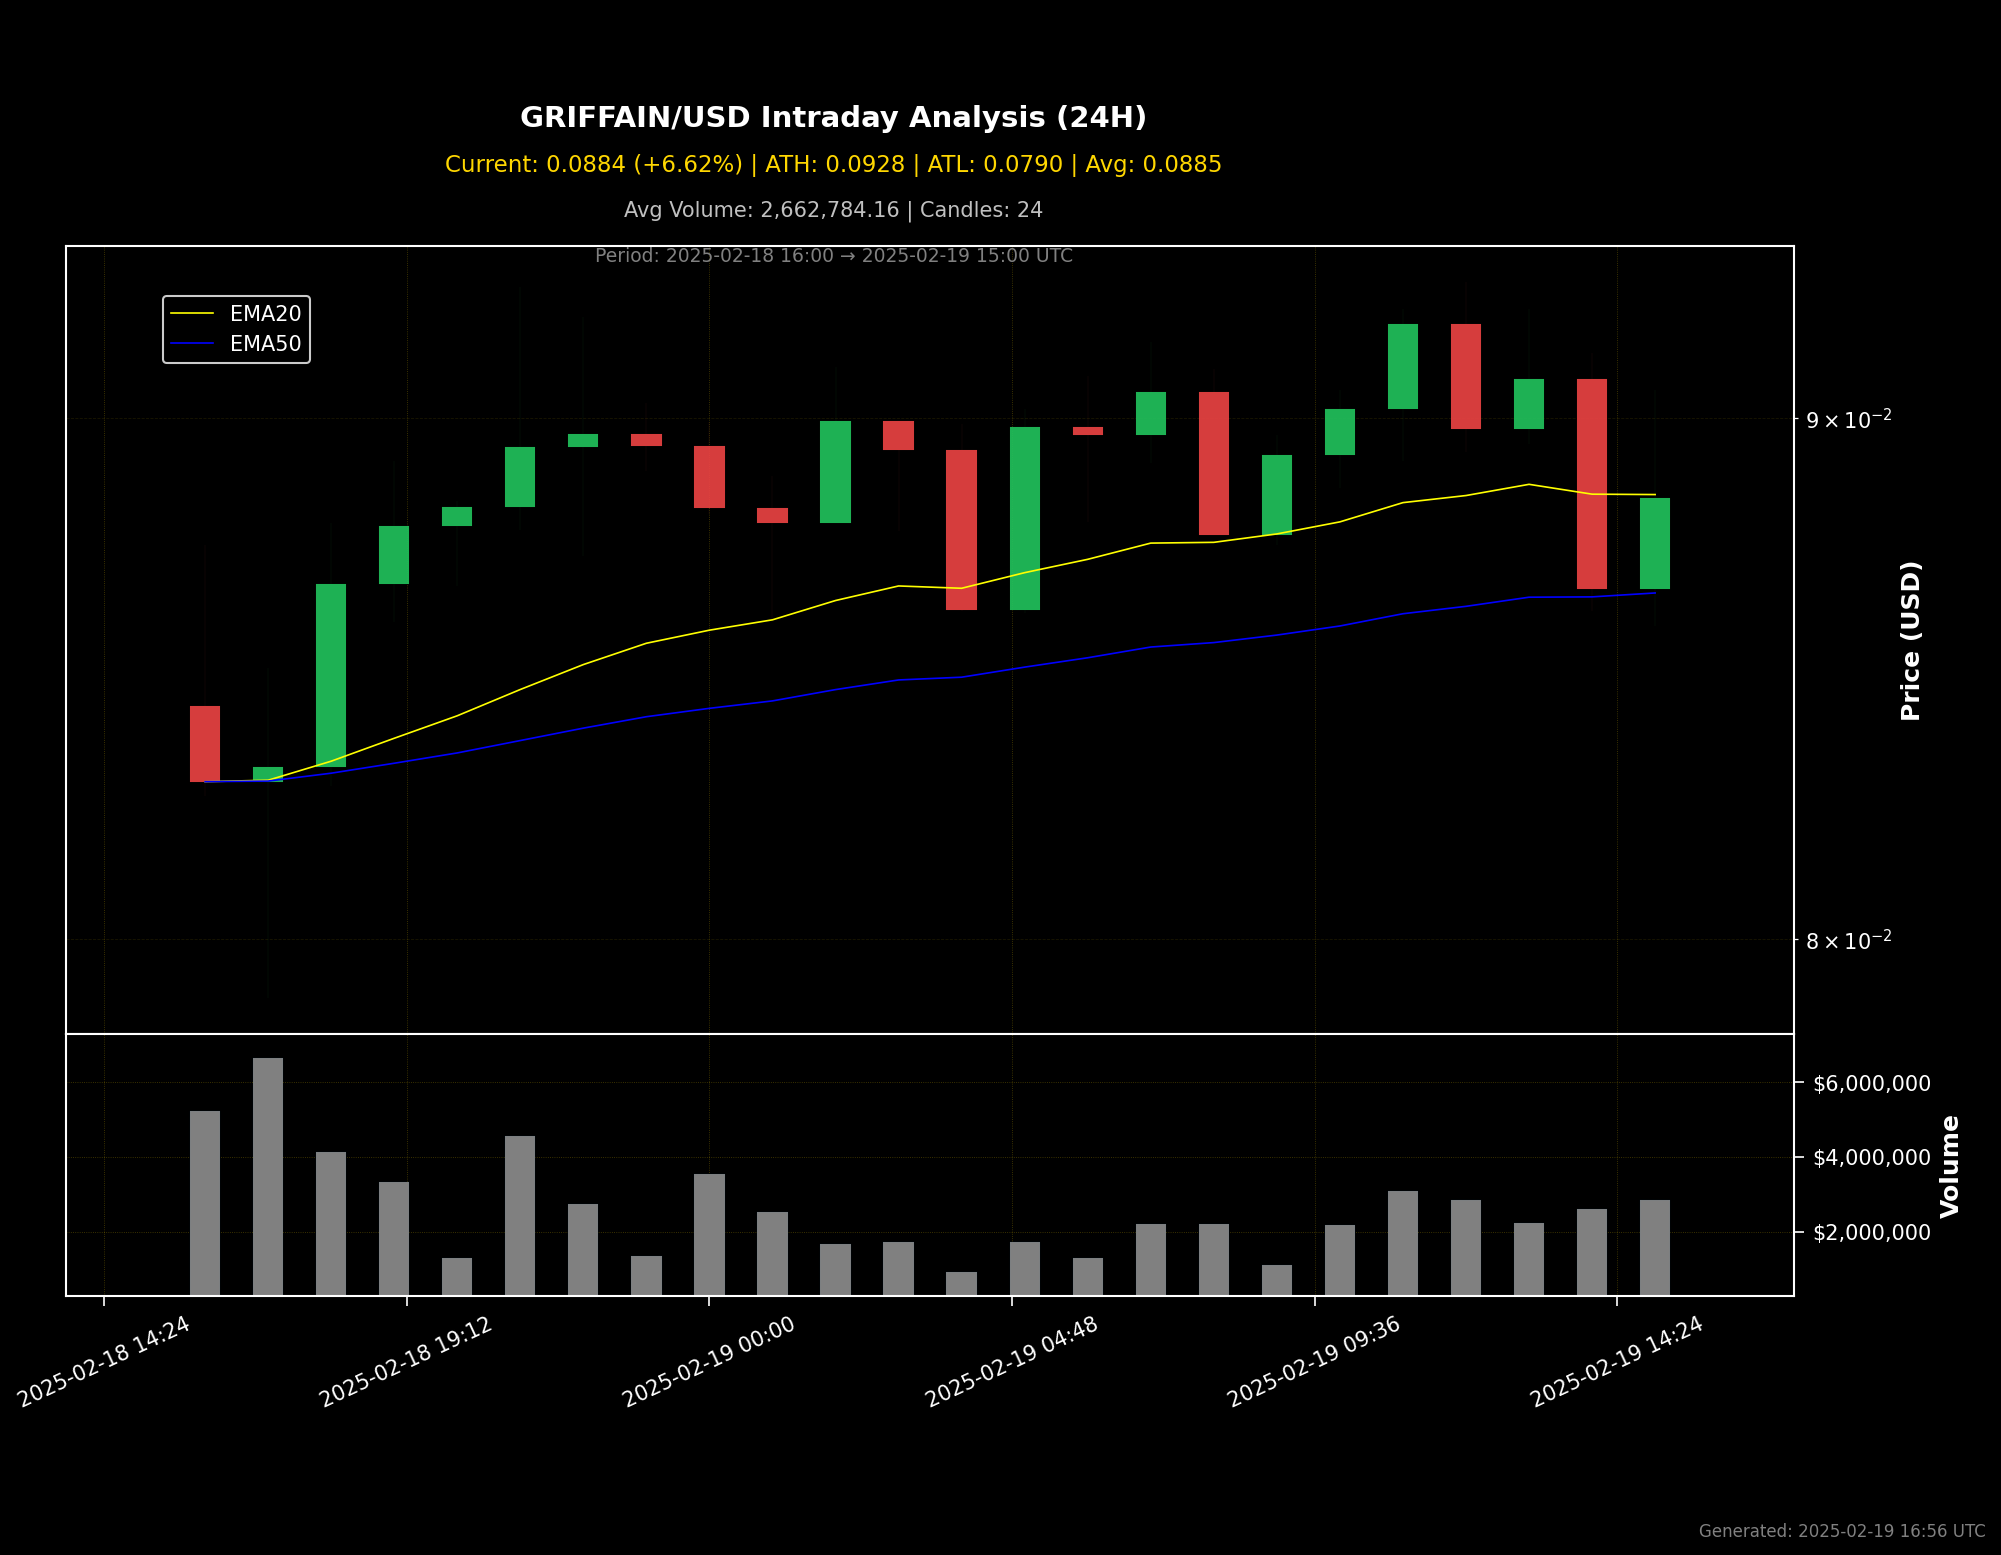 GRIFFAIN/USD Intraday Analysis (24H)
Current: 0.0884 (+6.62%) | ATH: 0.0928 | ATL: 0.0790 | Avg: 0.0885
Avg Volume: 2,662,784.16 | Candles: 24
Period: 2025-02-18 16:00 → 2025-02-19 15:00 UTC
EMA20
EMA50
9 × 10⁻²
8 × 10⁻²
Price (USD)
$6,000,000
$4,000,000
$2,000,000
Volume
2025-02-18 14:24
2025-02-18 19:12
2025-02-19 00:00
2025-02-19 04:48
2025-02-19 09:36
2025-02-19 14:24
Generated: 2025-02-19 16:56 UTC